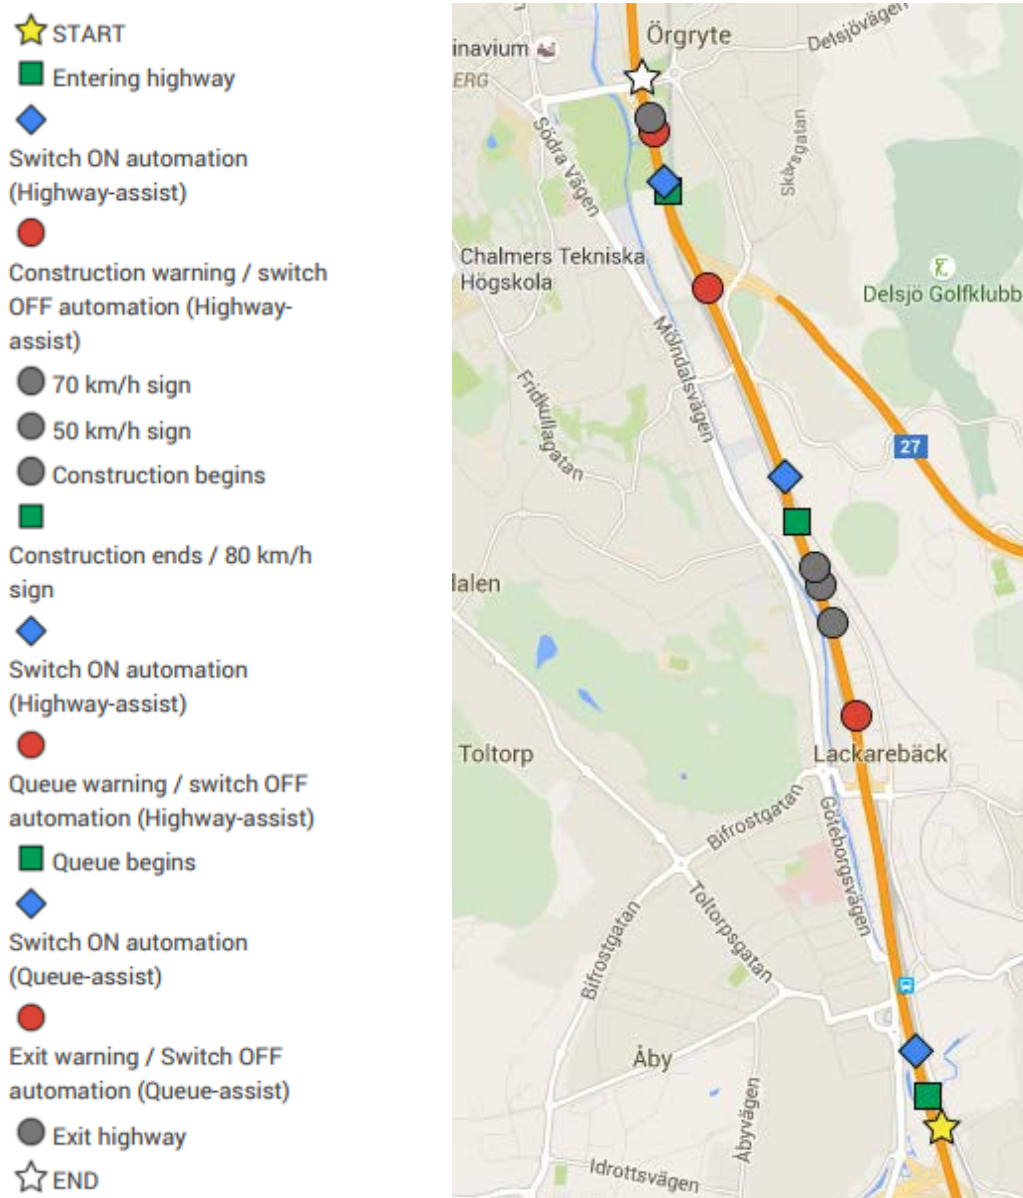 START
Entering highway
Switch ON automation
(Highway-assist)
Construction warning / switch
OFF automation (Highway-
assist)
70 km/h sign
50 km/h sign
Construction begins
Construction ends / 80 km/h
sign
Switch ON automation
(Highway-assist)
Queue warning / switch OFF
automation (Highway-assist)
Queue begins
Switch ON automation
(Queue-assist)
Exit warning / Switch OFF
automation (Queue-assist)
Exit highway
END
Örgryte
Delsjövägen
inavium
ERG
Södra Vägen
Skårsgatan
Chalmers Tekniska
Högskola
Delsjö Golfklubb
Mölndalsvägen
Fridkullagatan
27
dalen
Toltorp
Lackarebäck
Bifrostgatan
Göteborgsvägen
Toltorpsgatan
Bifrostgatan
Åby
Åbyvägen
Idrottsvägen